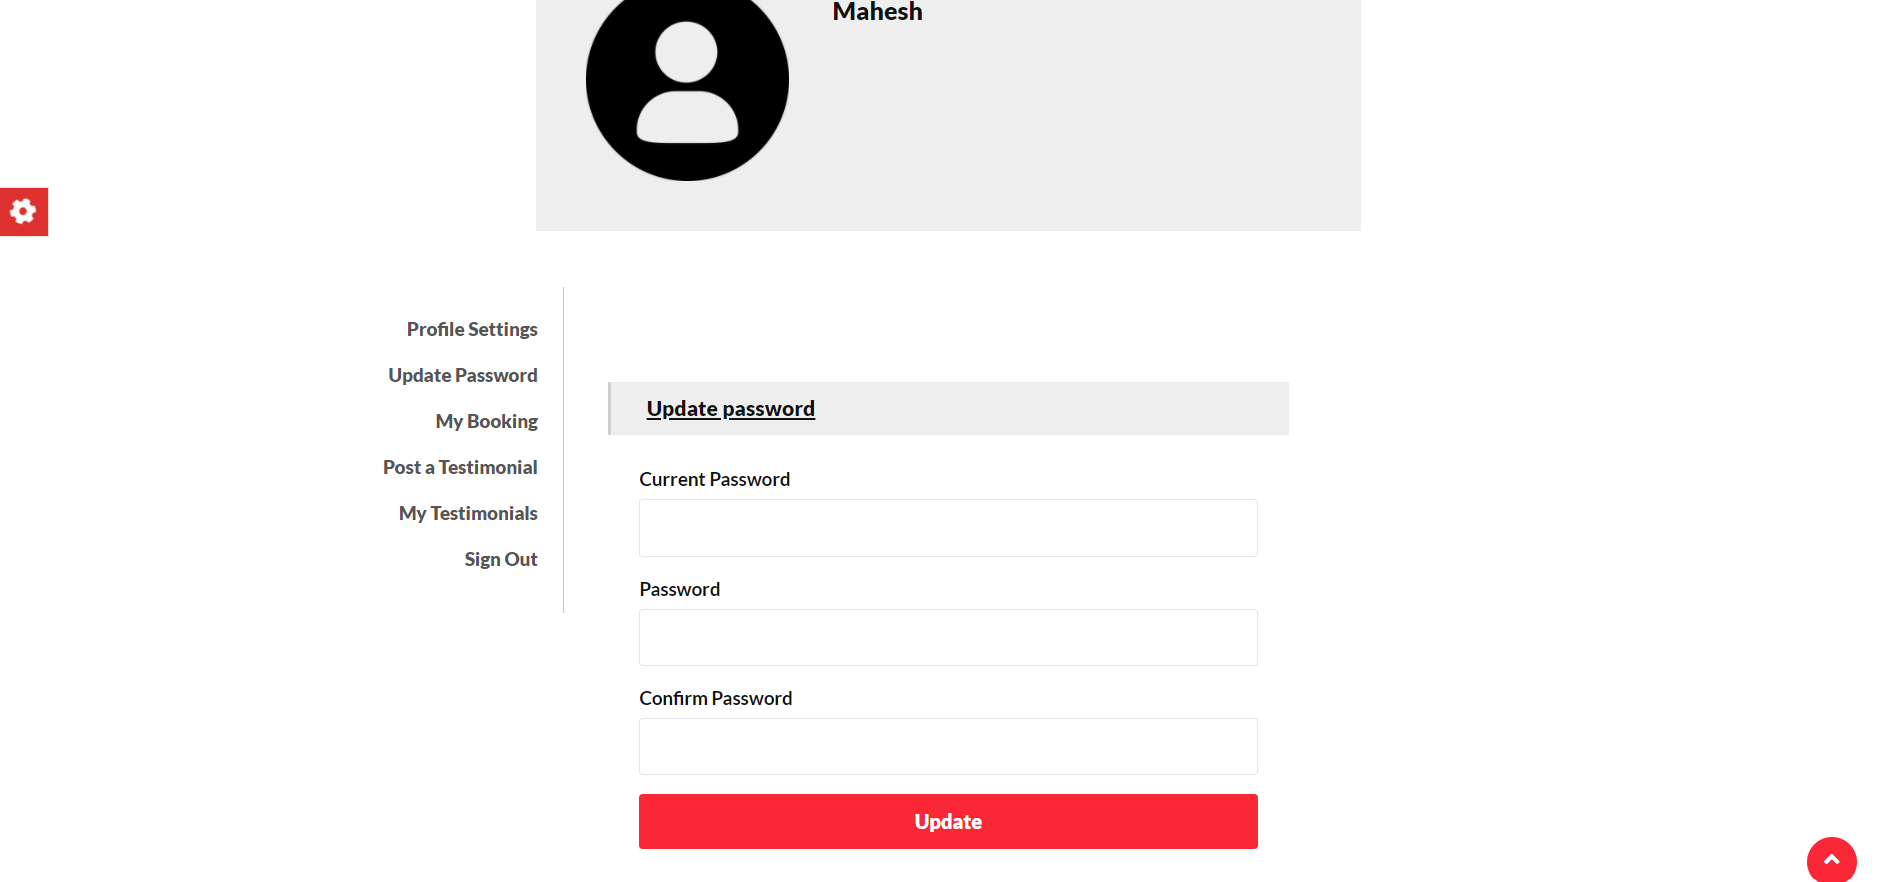 Mahesh
Profile Settings
Update Password
My Booking
Post a Testimonial
My Testimonials
Sign Out
Update password
Current Password
Password
Confirm Password
Update